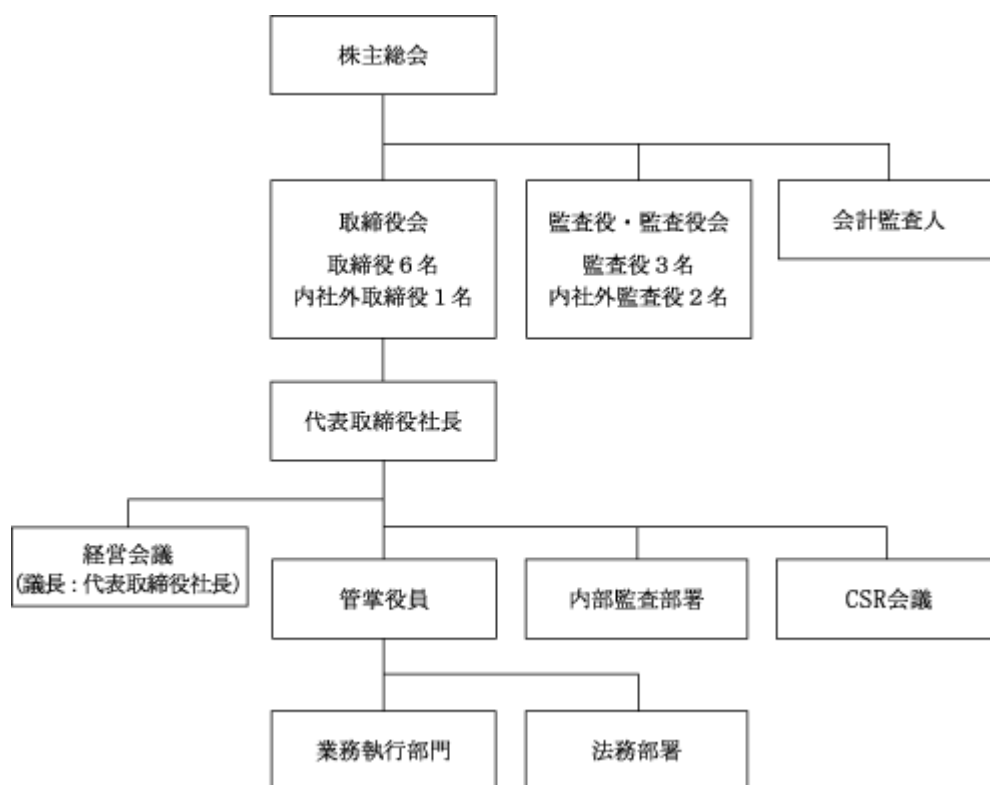 株主総会
取締役会
取締役６名
内社外取締役１名
監査役・監査役会
監査役３名
内社外監査役２名
会計監査人
代表取締役社長
経営会議
(議長：代表取締役社長)
管掌役員
内部監査部署
CSR会議
業務執行部門
法務部署